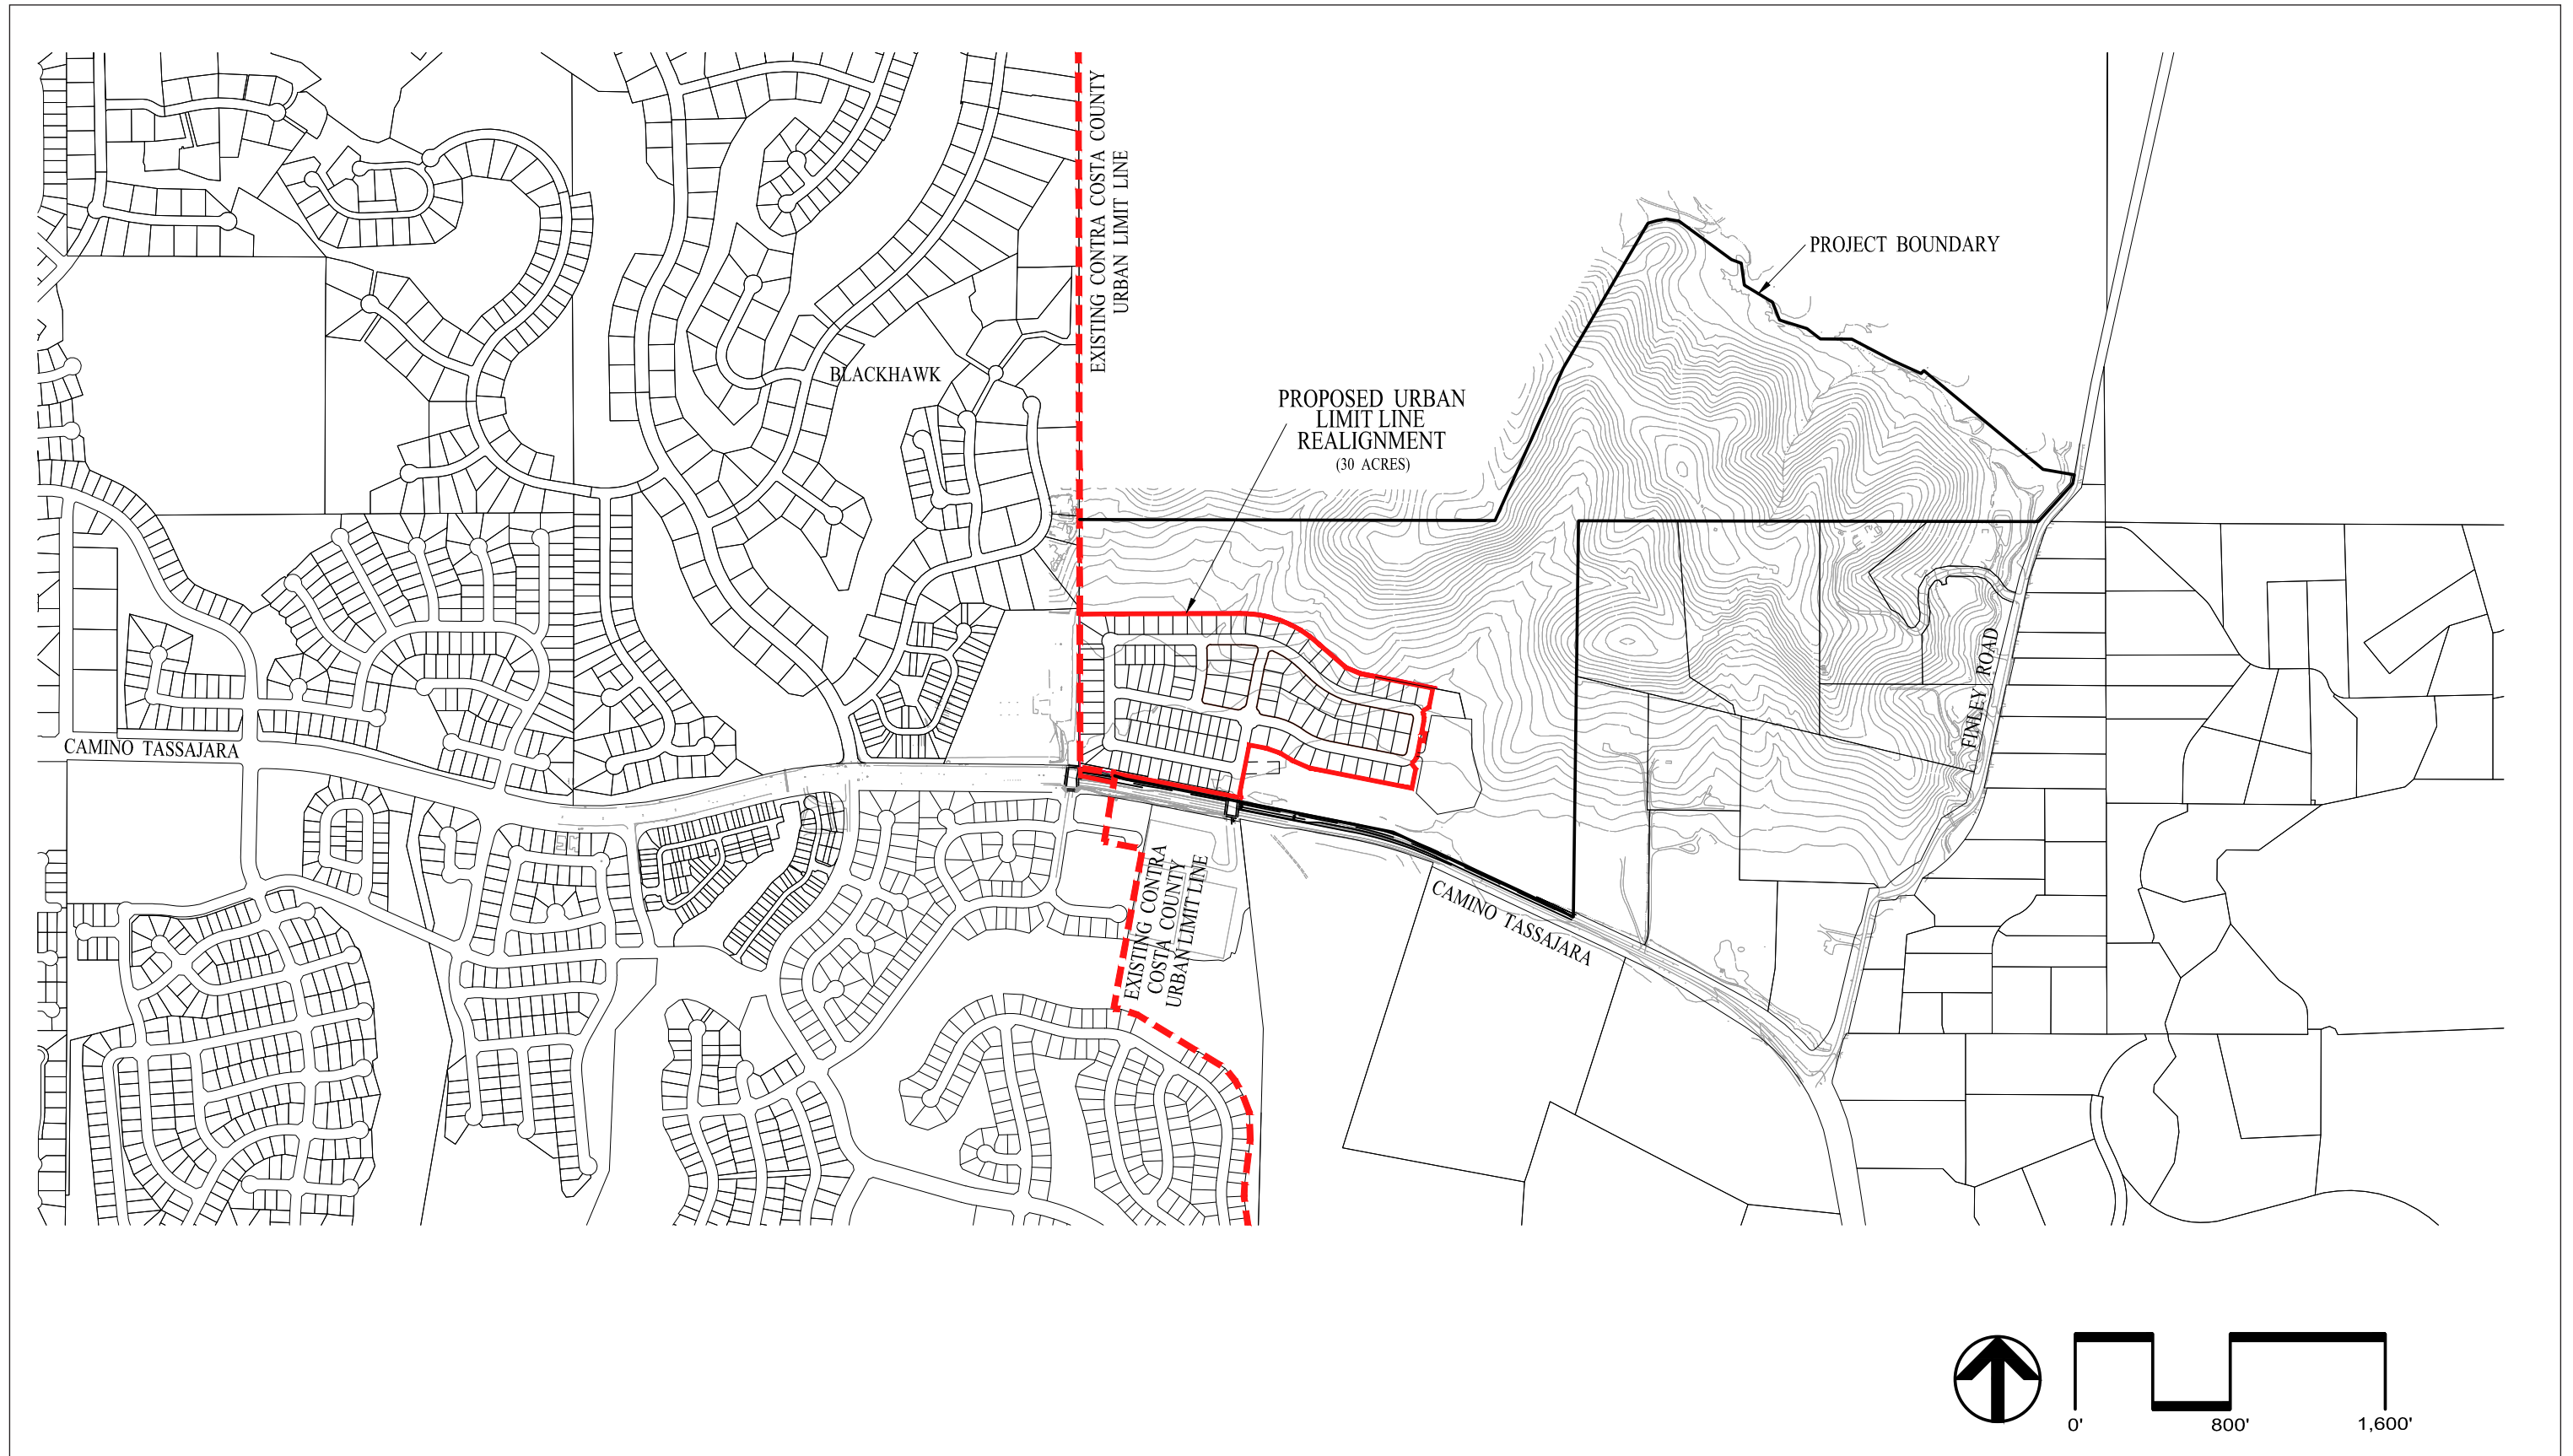 EXISTING CONTRA COSTA COUNTY
URBAN LIMIT LINE
PROJECT BOUNDARY
BLACKHAWK
PROPOSED URBAN
LIMIT LINE
REALIGNMENT
(30 ACRES)
FINLEY ROAD
CAMINO TASSAJARA
EXISTING CONTRA
COSTA COUNTY
URBAN LIMIT LINE
CAMINO TASSAJARA
0'
800'
1,600'